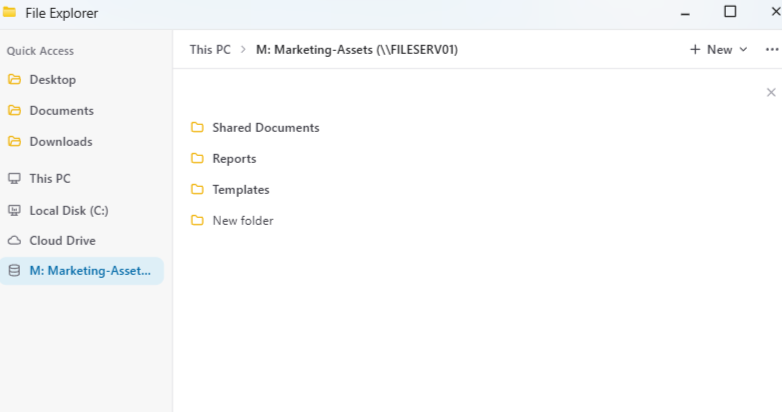 File Explorer
Quick Access
Desktop
Documents
Downloads
This PC
Local Disk (C:)
Cloud Drive
M: Marketing-Asset...
This PC > M: Marketing-Assets (\\FILESERV01)
+ New
Shared Documents
Reports
Templates
New folder